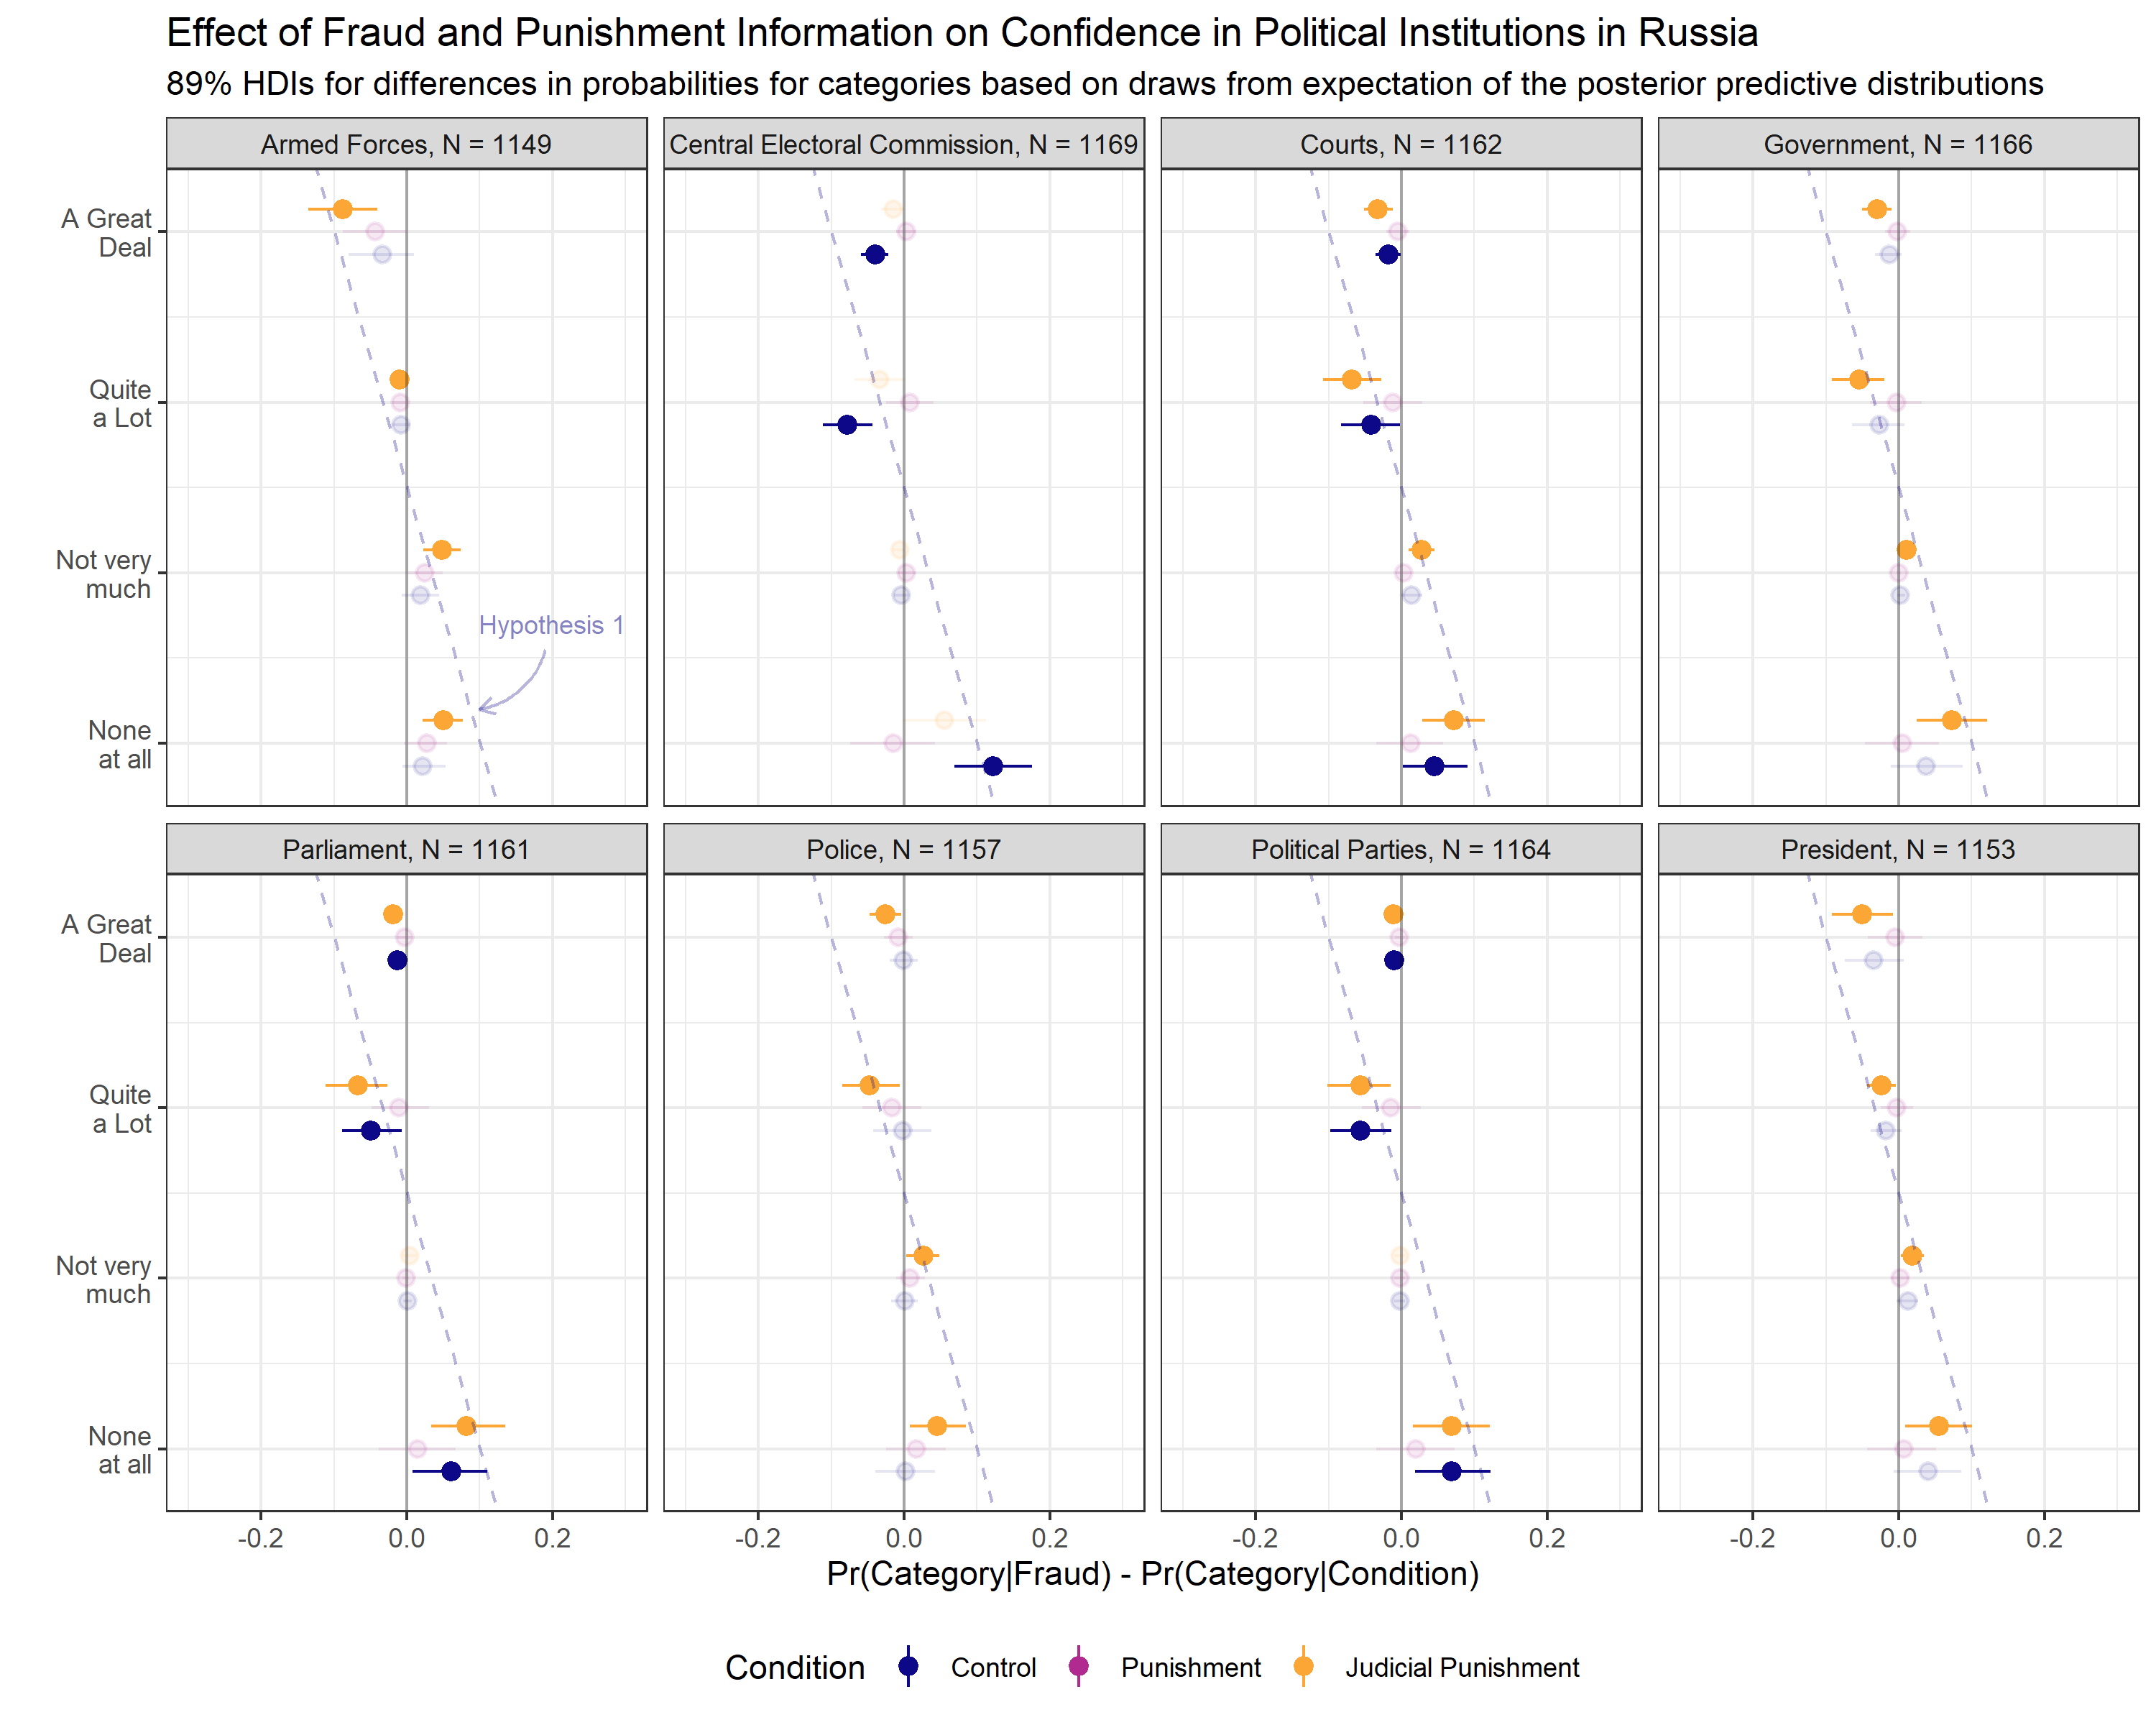 Effect of Fraud and Punishment Information on Confidence in Political Institutions in Russia
89% HDIs for differences in probabilities for categories based on draws from expectation of the posterior predictive distributions
Armed Forces, N = 1149
Central Electoral Commission, N = 1169
Courts, N = 1162
Government, N = 1166
A Great
Deal
Quite
a Lot
Not very
much
None
at all
Hypothesis 1
Parliament, N = 1161
Police, N = 1157
Political Parties, N = 1164
President, N = 1153
A Great
Deal
Quite
a Lot
Not very
much
None
at all
-0.2 0.0 0.2
-0.2 0.0 0.2
-0.2 0.0 0.2
-0.2 0.0 0.2
Pr(Category|Fraud) - Pr(Category|Condition)
Condition Control Punishment Judicial Punishment